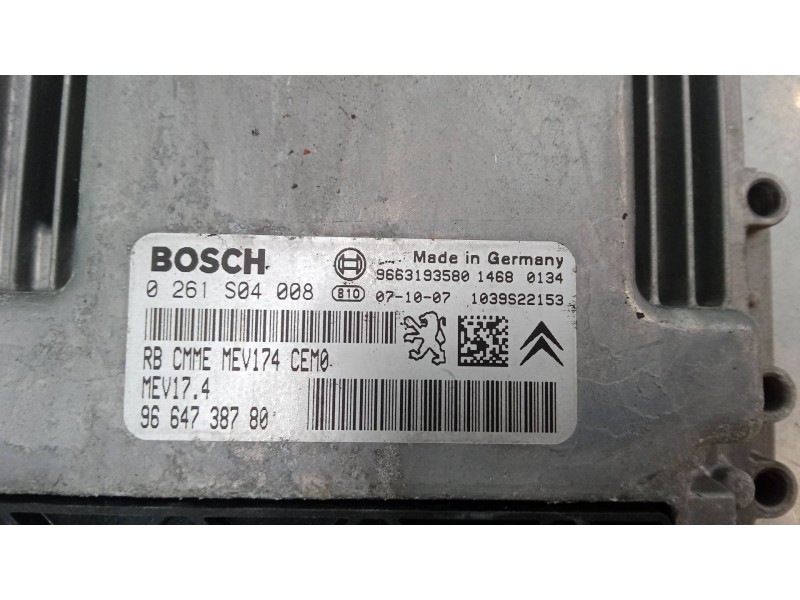 BOSCH
Made in Germany
9663193580 1468 0134
0 261 S04 008 810 07-10-07 1039S22153
RB CMME MEV174 CEM0
MEV17.4
96 647 387 80